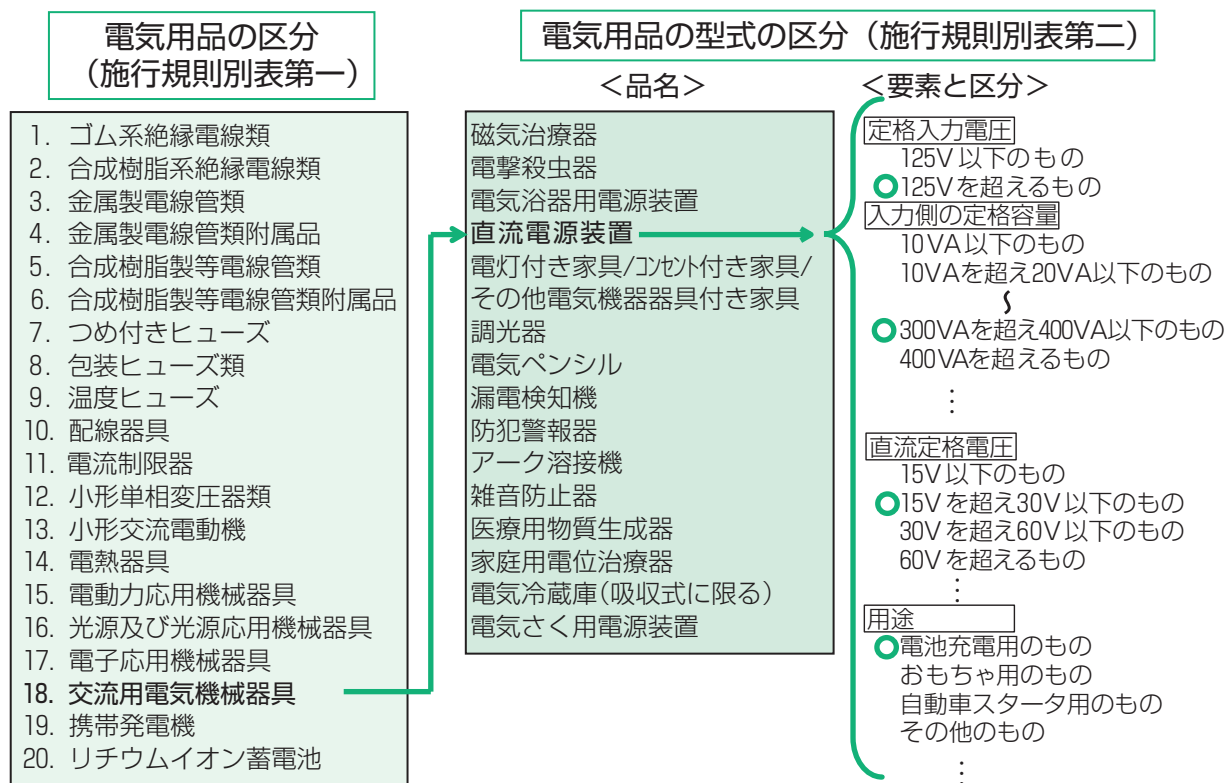 電気用品の区分
（施行規則別表第一）
1. ゴム系絶縁電線類
2. 合成樹脂系絶縁電線類
3. 金属製電線管類
4. 金属製電線管類附属品
5. 合成樹脂製等電線管類
6. 合成樹脂製等電線管類附属品
7. つめ付きヒューズ
8. 包装ヒューズ類
9. 温度ヒューズ
10. 配線器具
11. 電流制限器
12. 小形単相変圧器類
13. 小形交流電動機
14. 電熱器具
15. 電動力応用機械器具
16. 光源及び光源応用機械器具
17. 電子応用機械器具
18. 交流用電気機械器具
19. 携帯発電機
20. リチウムイオン蓄電池
電気用品の型式の区分（施行規則別表第二）
＜品名＞
磁気治療器
電撃殺虫器
電気浴器用電源装置
直流電源装置
電灯付き家具/コンセント付き家具/
その他電気機器器具付き家具
調光器
電気ペンシル
漏電検知機
防犯警報器
アーク溶接機
雑音防止器
医療用物質生成器
家庭用電位治療器
電気冷蔵庫（吸収式に限る）
電気さく用電源装置
＜要素と区分＞
定格入力電圧
125V以下のもの
125Vを超えるもの
入力側の定格容量
10VA以下のもの
10VAを超え20VA以下のもの
〜
300VAを超え400VA以下のもの
400VAを超えるもの
⋮
直流定格電圧
15V以下のもの
15Vを超え30V以下のもの
30Vを超え60V以下のもの
60Vを超えるもの
⋮
用途
電池充電用のもの
おもちゃ用のもの
自動車スタータ用のもの
その他のもの
⋮